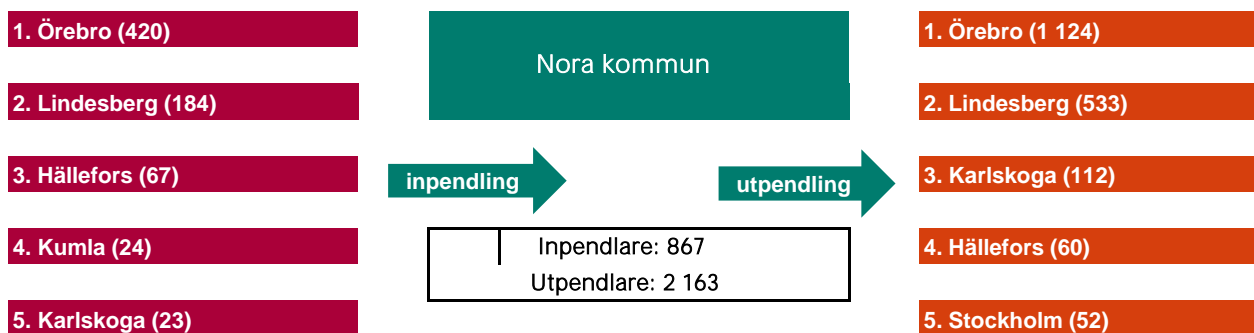 1. Örebro (420)
2. Lindesberg (184)
3. Hällefors (67)
4. Kumla (24)
5. Karlskoga (23)
Nora kommun
inpendling
utpendling
Inpendlare: 867
Utpendlare: 2 163
1. Örebro (1 124)
2. Lindesberg (533)
3. Karlskoga (112)
4. Hällefors (60)
5. Stockholm (52)